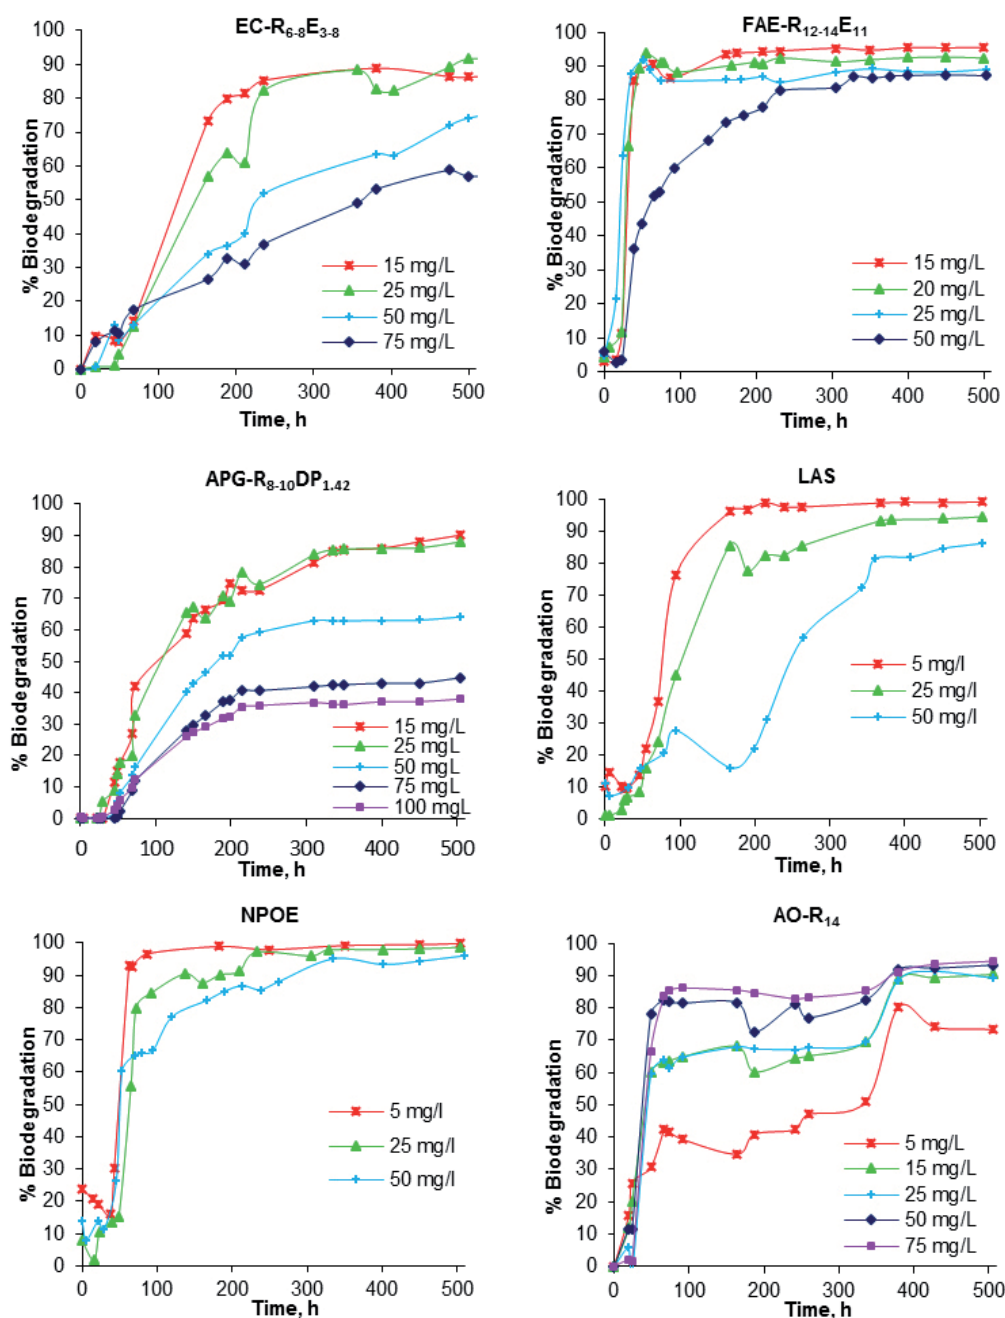 EC-R6-8E3-8
% Biodegradation
100
90
80
70
60
50
40
30
20
10
0
0 100 200 300 400 500
Time, h
15 mg/L
25 mg/L
50 mg/L
75 mg/L
FAE-R12-14E11
% Biodegradation
100
90
80
70
60
50
40
30
20
10
0
0 100 200 300 400 500
Time, h
15 mg/L
20 mg/L
25 mg/L
50 mg/L
APG-R8-10DP1.42
% Biodegradation
100
90
80
70
60
50
40
30
20
10
0
0 100 200 300 400 500
Time, h
15 mg/L
25 mgL
50 mgL
75 mgL
100 mgL
LAS
% Biodegradation
100
90
80
70
60
50
40
30
20
10
0
0 100 200 300 400 500
Time, h
5 mg/l
25 mg/l
50 mg/l
NPOE
% Biodegradation
100
90
80
70
60
50
40
30
20
10
0
0 100 200 300 400 500
Time, h
5 mg/l
25 mg/l
50 mg/l
AO-R14
% Biodegradation
100
90
80
70
60
50
40
30
20
10
0
0 100 200 300 400 500
Time, h
5 mg/L
15 mg/L
25 mg/L
50 mg/L
75 mg/L